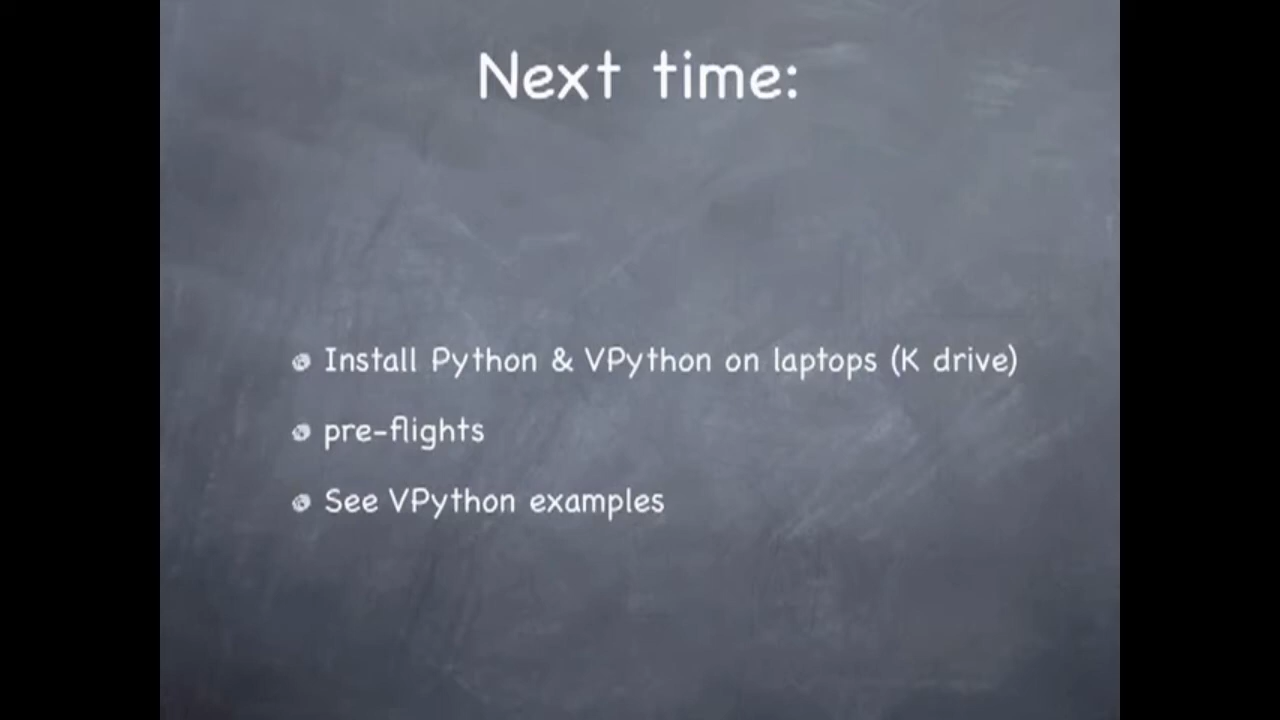 Next time:
Install Python & VPython on laptops (K drive)
pre-flights
See VPython examples